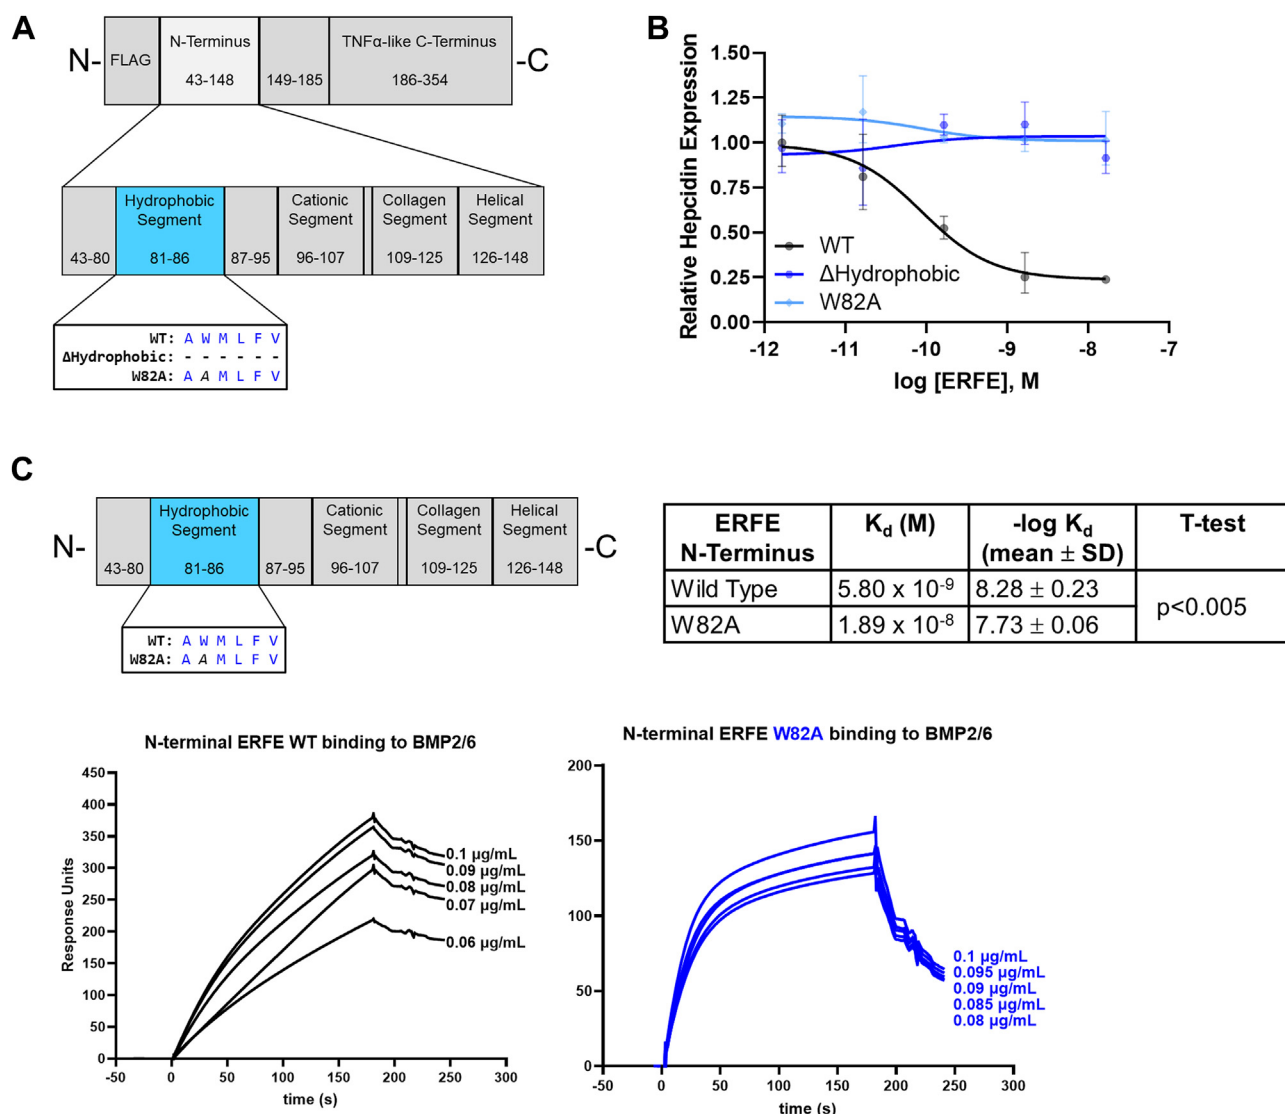 A
N-
FLAG
N-Terminus
43-148
149-185
TNFα-like C-Terminus
186-354
-C
43-80
Hydrophobic
Segment
81-86
87-95
Cationic
Segment
96-107
Collagen
Segment
109-125
Helical
Segment
126-148
WT: A W M L F V
ΔHydrophobic: - - - - - -
W82A: A A M L F V
B
Relative Hepcidin Expression
1.50
1.25
1.00
0.75
0.50
0.25
0.00
WT
ΔHydrophobic
W82A
-12 -11 -10 -9 -8 -7
log [ERFE], M
C
N-
43-80
Hydrophobic
Segment
81-86
87-95
Cationic
Segment
96-107
Collagen
Segment
109-125
Helical
Segment
126-148
-C
WT: A W M L F V
W82A: A A M L F V
ERFE
N-Terminus
Kd (M)
-log Kd
(mean ± SD)
T-test
Wild Type 5.80 x 10-9 8.28 ± 0.23
W82A 1.89 x 10-8 7.73 ± 0.06
p<0.005
N-terminal ERFE WT binding to BMP2/6
Response Units
450
400
350
300
250
200
150
100
50
0
0.1 µg/mL
0.09 µg/mL
0.08 µg/mL
0.07 µg/mL
0.06 µg/mL
-50 0 50 100 150 200 250 300
time (s)
N-terminal ERFE W82A binding to BMP2/6
200
150
100
50
0
0.1 µg/mL
0.095 µg/mL
0.09 µg/mL
0.085 µg/mL
0.08 µg/mL
-50 0 50 100 150 200 250 300
time (s)